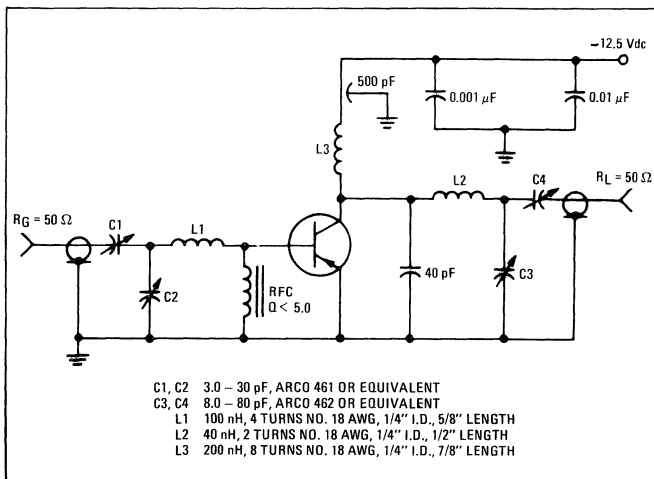 –12.5 Vdc
500 pF
0.001 µF
0.01 µF
L3
L2
C4
RL = 50 Ω
RG = 50 Ω
C1
L1
C2
RFC
Q < 5.0
40 pF
C3
C1, C2 3.0 – 30 pF, ARCO 461 OR EQUIVALENT
C3, C4 8.0 – 80 pF, ARCO 462 OR EQUIVALENT
L1 100 nH, 4 TURNS NO. 18 AWG, 1/4" I.D., 5/8" LENGTH
L2 40 nH, 2 TURNS NO. 18 AWG, 1/4" I.D., 1/2" LENGTH
L3 200 nH, 8 TURNS NO. 18 AWG, 1/4" I.D., 7/8" LENGTH